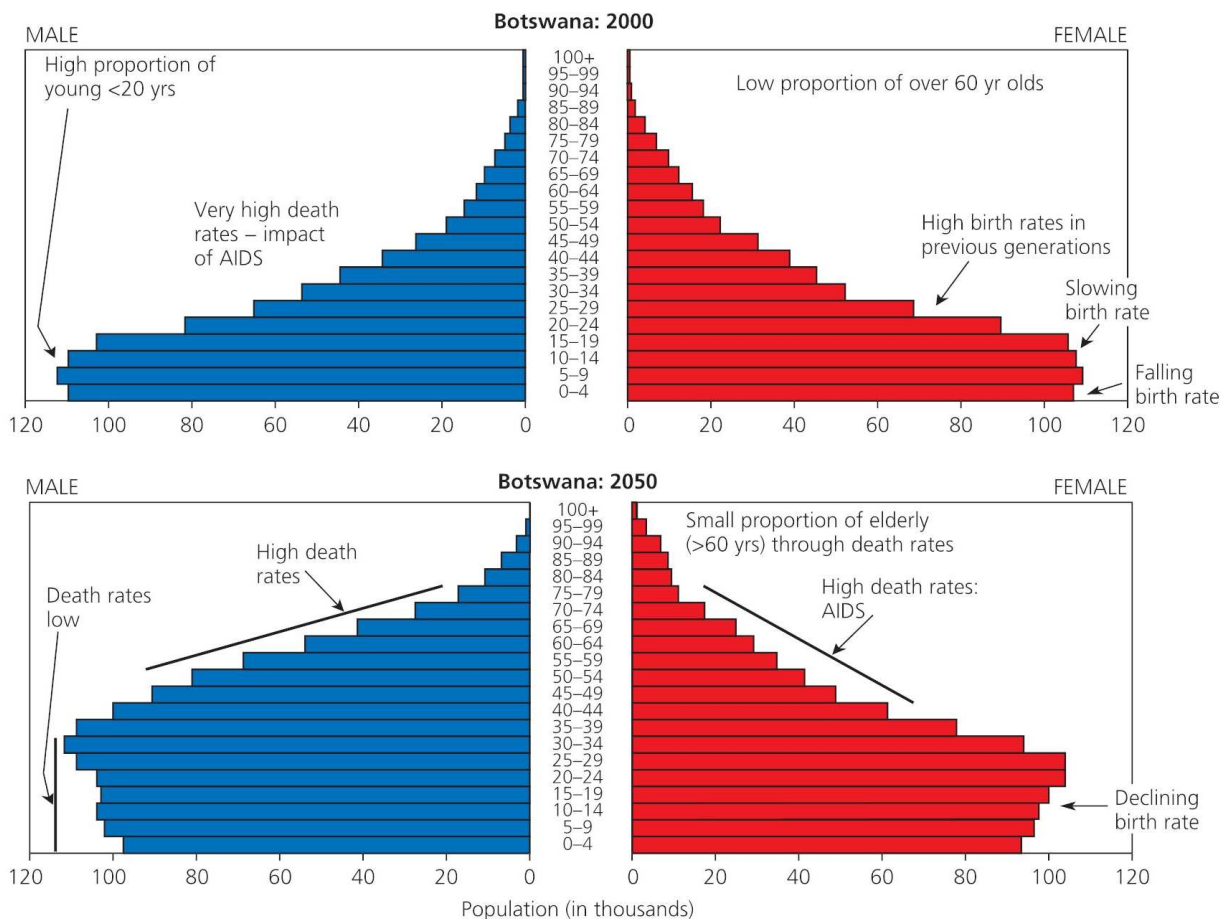 Botswana: 2000
MALE
FEMALE
High proportion of
young <20 yrs
Very high death
rates – impact
of AIDS
100+
95–99
90–94
85–89
80–84
75–79
70–74
65–69
60–64
55–59
50–54
45–49
40–44
35–39
30–34
25–29
20–24
15–19
10–14
5–9
0–4
Low proportion of over 60 yr olds
High birth rates in
previous generations
Slowing
birth rate
Falling
birth rate
120 100 80 60 40 20 0
0 20 40 60 80 100 120
Botswana: 2050
MALE
FEMALE
High death
rates
Death rates
low
100+
95–99
90–94
85–89
80–84
75–79
70–74
65–69
60–64
55–59
50–54
45–49
40–44
35–39
30–34
25–29
20–24
15–19
10–14
5–9
0–4
Small proportion of elderly
(>60 yrs) through death rates
High death rates:
AIDS
Declining
birth rate
120 100 80 60 40 20 0
0 20 40 60 80 100 120
Population (in thousands)